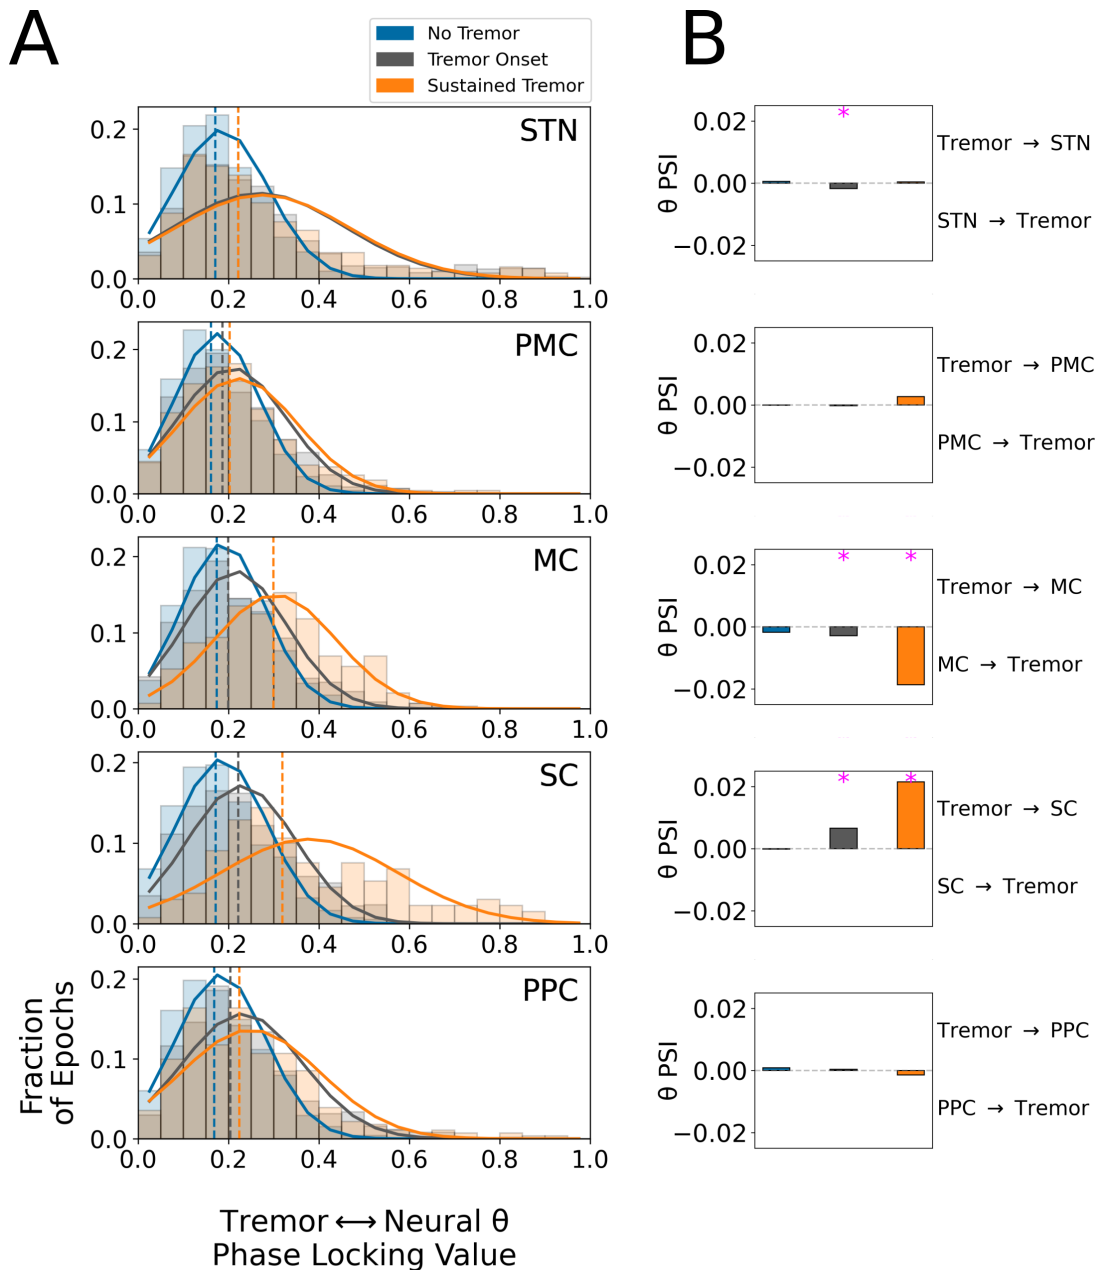 A
No Tremor
Tremor Onset
Sustained Tremor
STN
0.2
0.1
0.0
0.0 0.2 0.4 0.6 0.8 1.0
PMC
0.2
0.1
0.0
0.0 0.2 0.4 0.6 0.8 1.0
MC
0.2
0.1
0.0
0.0 0.2 0.4 0.6 0.8 1.0
SC
0.2
0.1
0.0
0.0 0.2 0.4 0.6 0.8 1.0
PPC
0.2
0.1
0.0
0.0 0.2 0.4 0.6 0.8 1.0
Fraction
of Epochs
Tremor ⟷ Neural θ
Phase Locking Value
B
θ PSI
0.02
0.00
−0.02
*
Tremor → STN
STN → Tremor
θ PSI
0.02
0.00
−0.02
Tremor → PMC
PMC → Tremor
θ PSI
0.02
0.00
−0.02
* *
Tremor → MC
MC → Tremor
θ PSI
0.02
0.00
−0.02
* *
Tremor → SC
SC → Tremor
θ PSI
0.02
0.00
−0.02
Tremor → PPC
PPC → Tremor